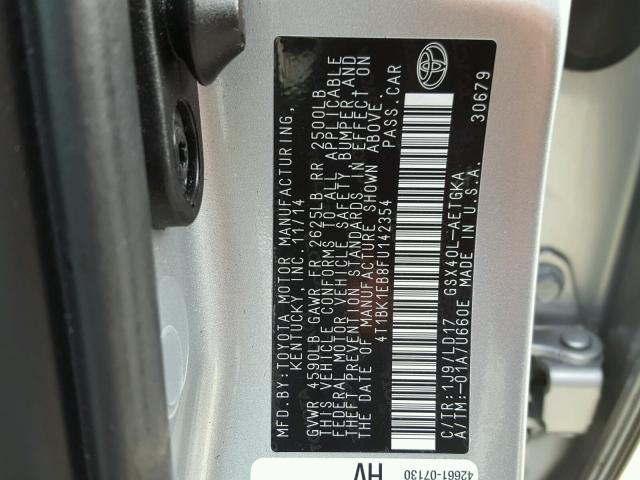 MFD.BY:TOYOTA MOTOR MANUFACTURING,
KENTUCKY, INC. 11/14
GVWR 4590LB GAWR FR 2625LB RR 2500LB
THIS VEHICLE CONFORMS TO ALL APPLICABLE
FEDERAL MOTOR VEHICLE SAFETY, BUMPER, AND
THEFT PREVENTION STANDARDS IN EFFECT ON
THE DATE OF MANUFACTURE SHOWN ABOVE.
4T1BK1EB8FU142354 PASS.CAR
C/TR:1J9/LD17 GSX40L-AETGKA
A/TM:-01A/U660E MADE IN U.S.A. 30679
42661-07130
HV